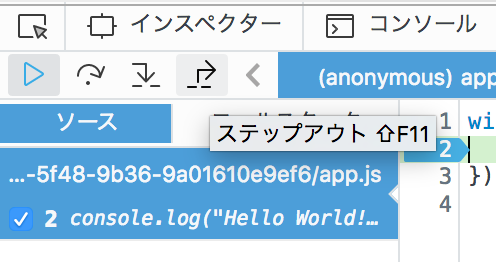 インスペクター コンソール
(anonymous) app
ソース
ステップアウト ⇧F11
...-5f48-9b36-9a01610e9ef6/app.js
2 console.log("Hello World!...
1 wi
2
3 })
4